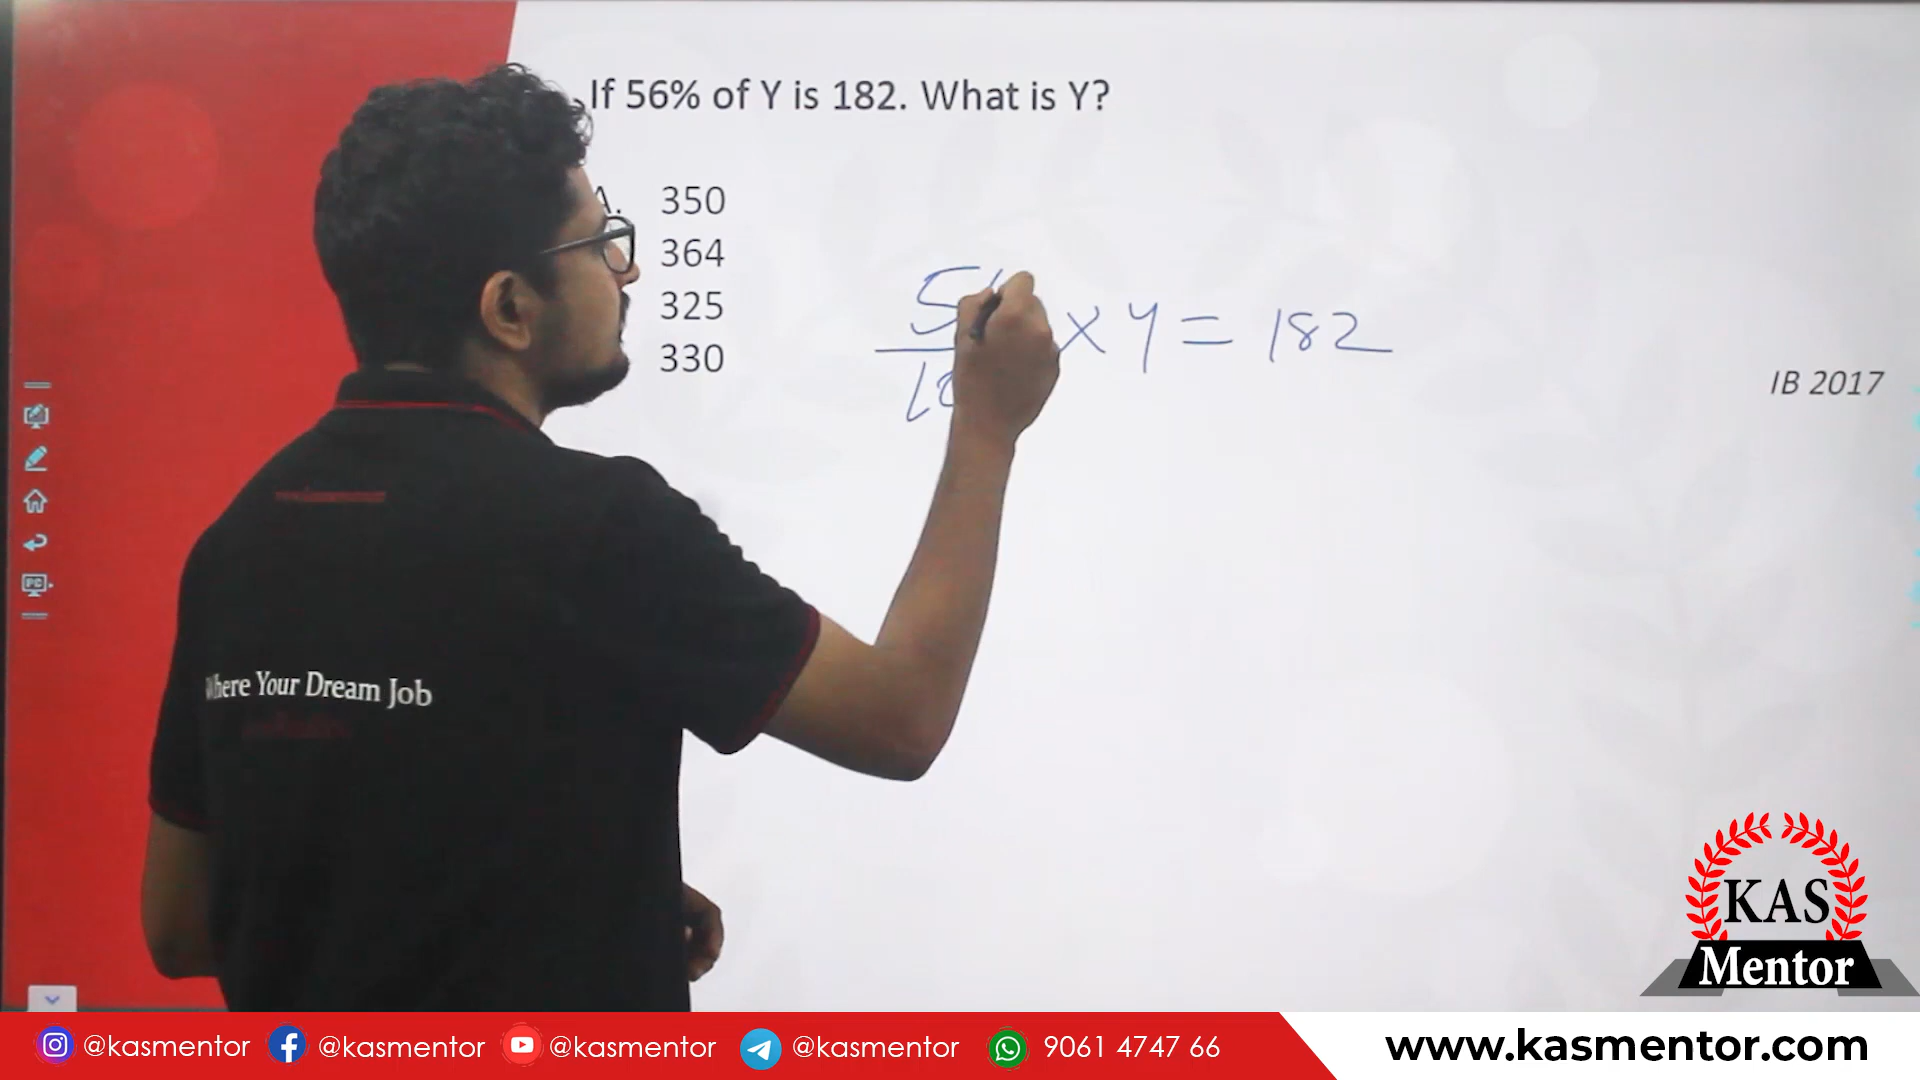 If 56% of Y is 182. What is Y?
A. 350
364
325
330
x Y = 182
IB 2017
Where Your Dream Job
KAS
Mentor
@kasmentor @kasmentor @kasmentor @kasmentor 9061 4747 66
www.kasmentor.com